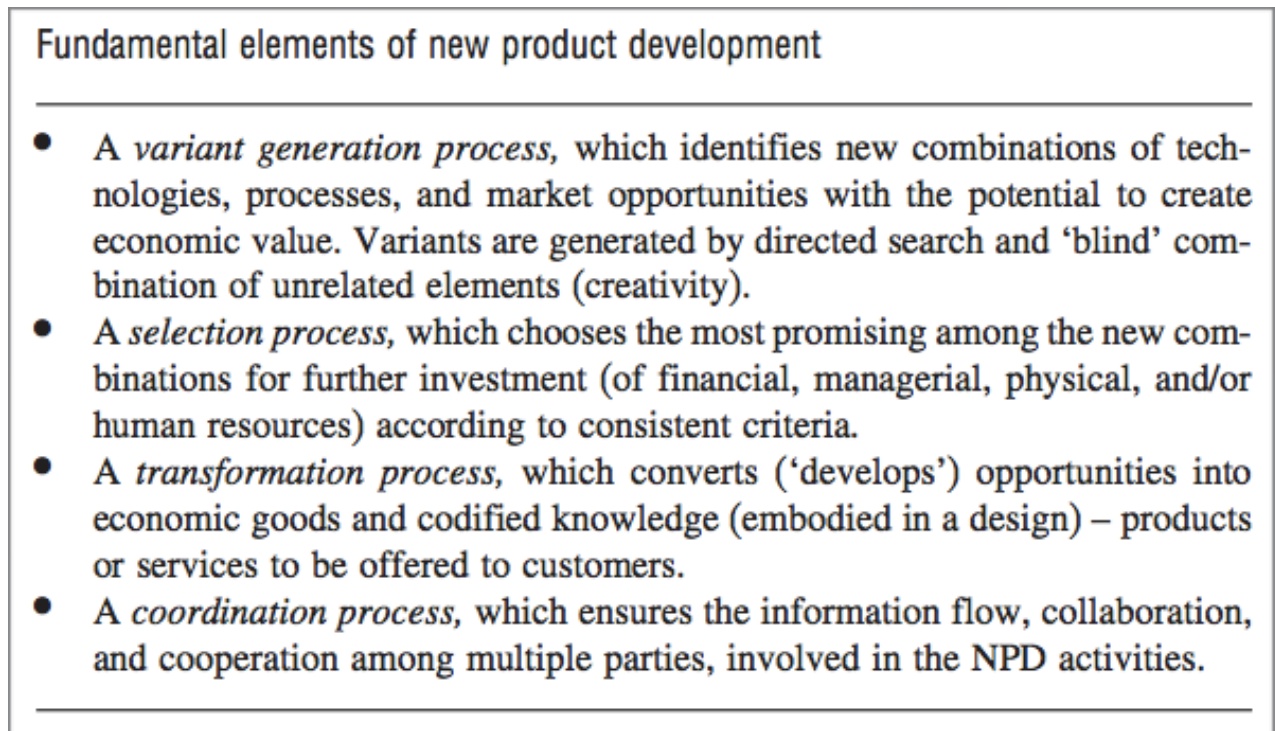 Fundamental elements of new product development
• A variant generation process, which identifies new combinations of tech-
nologies, processes, and market opportunities with the potential to create
economic value. Variants are generated by directed search and ‘blind’ com-
bination of unrelated elements (creativity).
• A selection process, which chooses the most promising among the new com-
binations for further investment (of financial, managerial, physical, and/or
human resources) according to consistent criteria.
• A transformation process, which converts (‘develops’) opportunities into
economic goods and codified knowledge (embodied in a design) – products
or services to be offered to customers.
• A coordination process, which ensures the information flow, collaboration,
and cooperation among multiple parties, involved in the NPD activities.